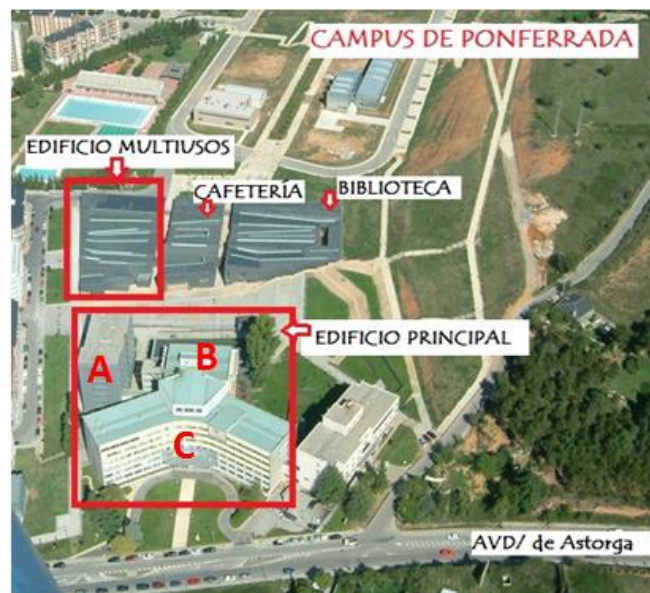 CAMPUS DE PONFERRADA
EDIFICIO MULTIUSOS
CAFETERÍA
BIBLIOTECA
EDIFICIO PRINCIPAL
A
B
C
AVD/ de Astorga